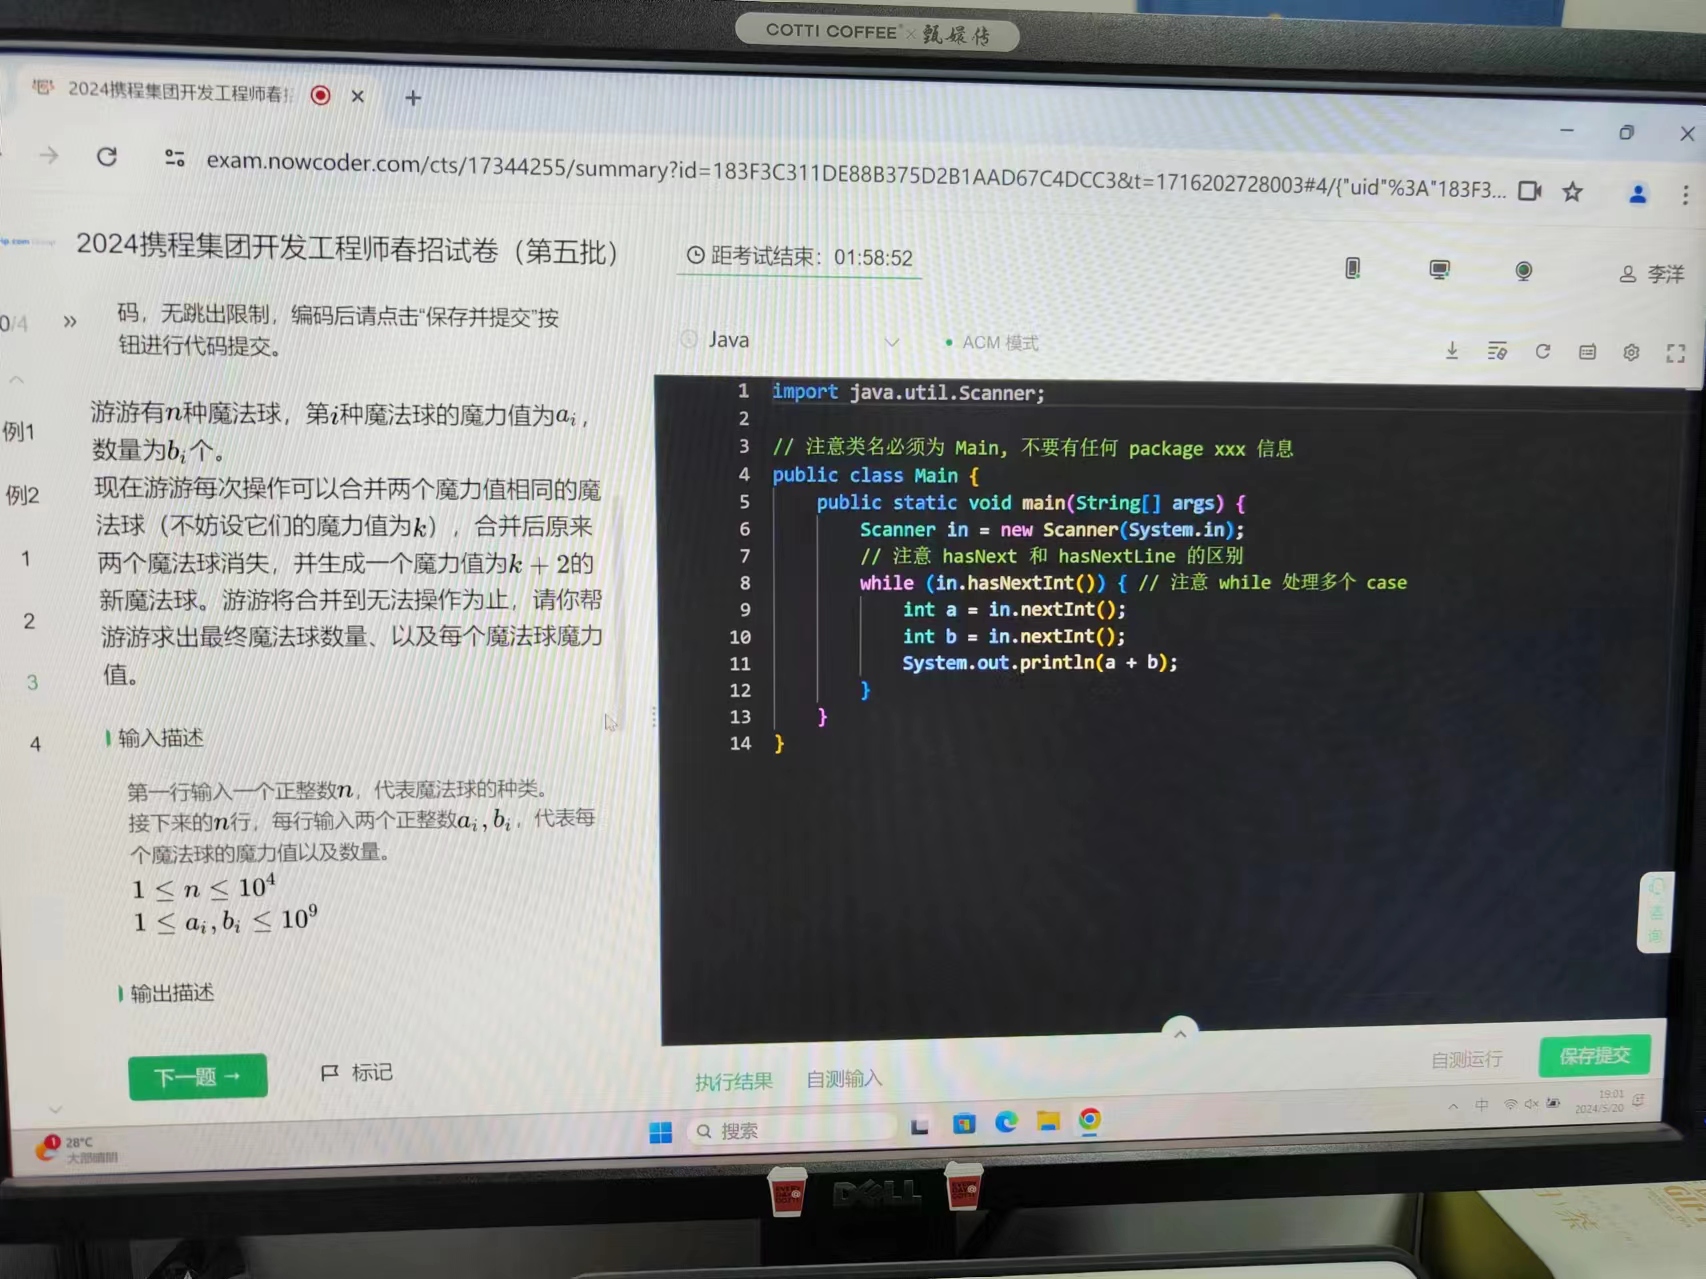 COTTI COFFEE × 甄嬛传
2024携程集团开发工程师春招
exam.nowcoder.com/cts/17344255/summary?id=183F3C311DE88B375D2B1AAD67C4DCC3&t=1716202728003#4/{"uid"%3A"183F3...
2024携程集团开发工程师春招试卷（第五批）
距考试结束：01:58:52
李洋
0/4
码，无跳出限制，编码后请点击“保存并提交”按
钮进行代码提交。
Java
ACM 模式
例1
例2
1
2
3
4
游游有n种魔法球，第i种魔法球的魔力值为ai，
数量为bi个。
现在游游每次操作可以合并两个魔力值相同的魔
法球（不妨设它们的魔力值为k），合并后原来
两个魔法球消失，并生成一个魔力值为k + 2的
新魔法球。游游将合并到无法操作为止，请你帮
游游求出最终魔法球数量、以及每个魔法球魔力
值。
输入描述
第一行输入一个正整数n，代表魔法球的种类。
接下来的n行，每行输入两个正整数ai, bi，代表每
个魔法球的魔力值以及数量。
1 ≤ n ≤ 10^4
1 ≤ ai, bi ≤ 10^9
输出描述
下一题 →
标记
1 import java.util.Scanner;
2
3 // 注意类名必须为 Main, 不要有任何 package xxx 信息
4 public class Main {
5 public static void main(String[] args) {
6 Scanner in = new Scanner(System.in);
7 // 注意 hasNext 和 hasNextLine 的区别
8 while (in.hasNextInt()) { // 注意 while 处理多个 case
9 int a = in.nextInt();
10 int b = in.nextInt();
11 System.out.println(a + b);
12 }
13 }
14 }
执行结果
自测输入
自测运行
保存提交
1
28°C
大部晴朗
搜索
中
19:01
2024/5/20
DELL